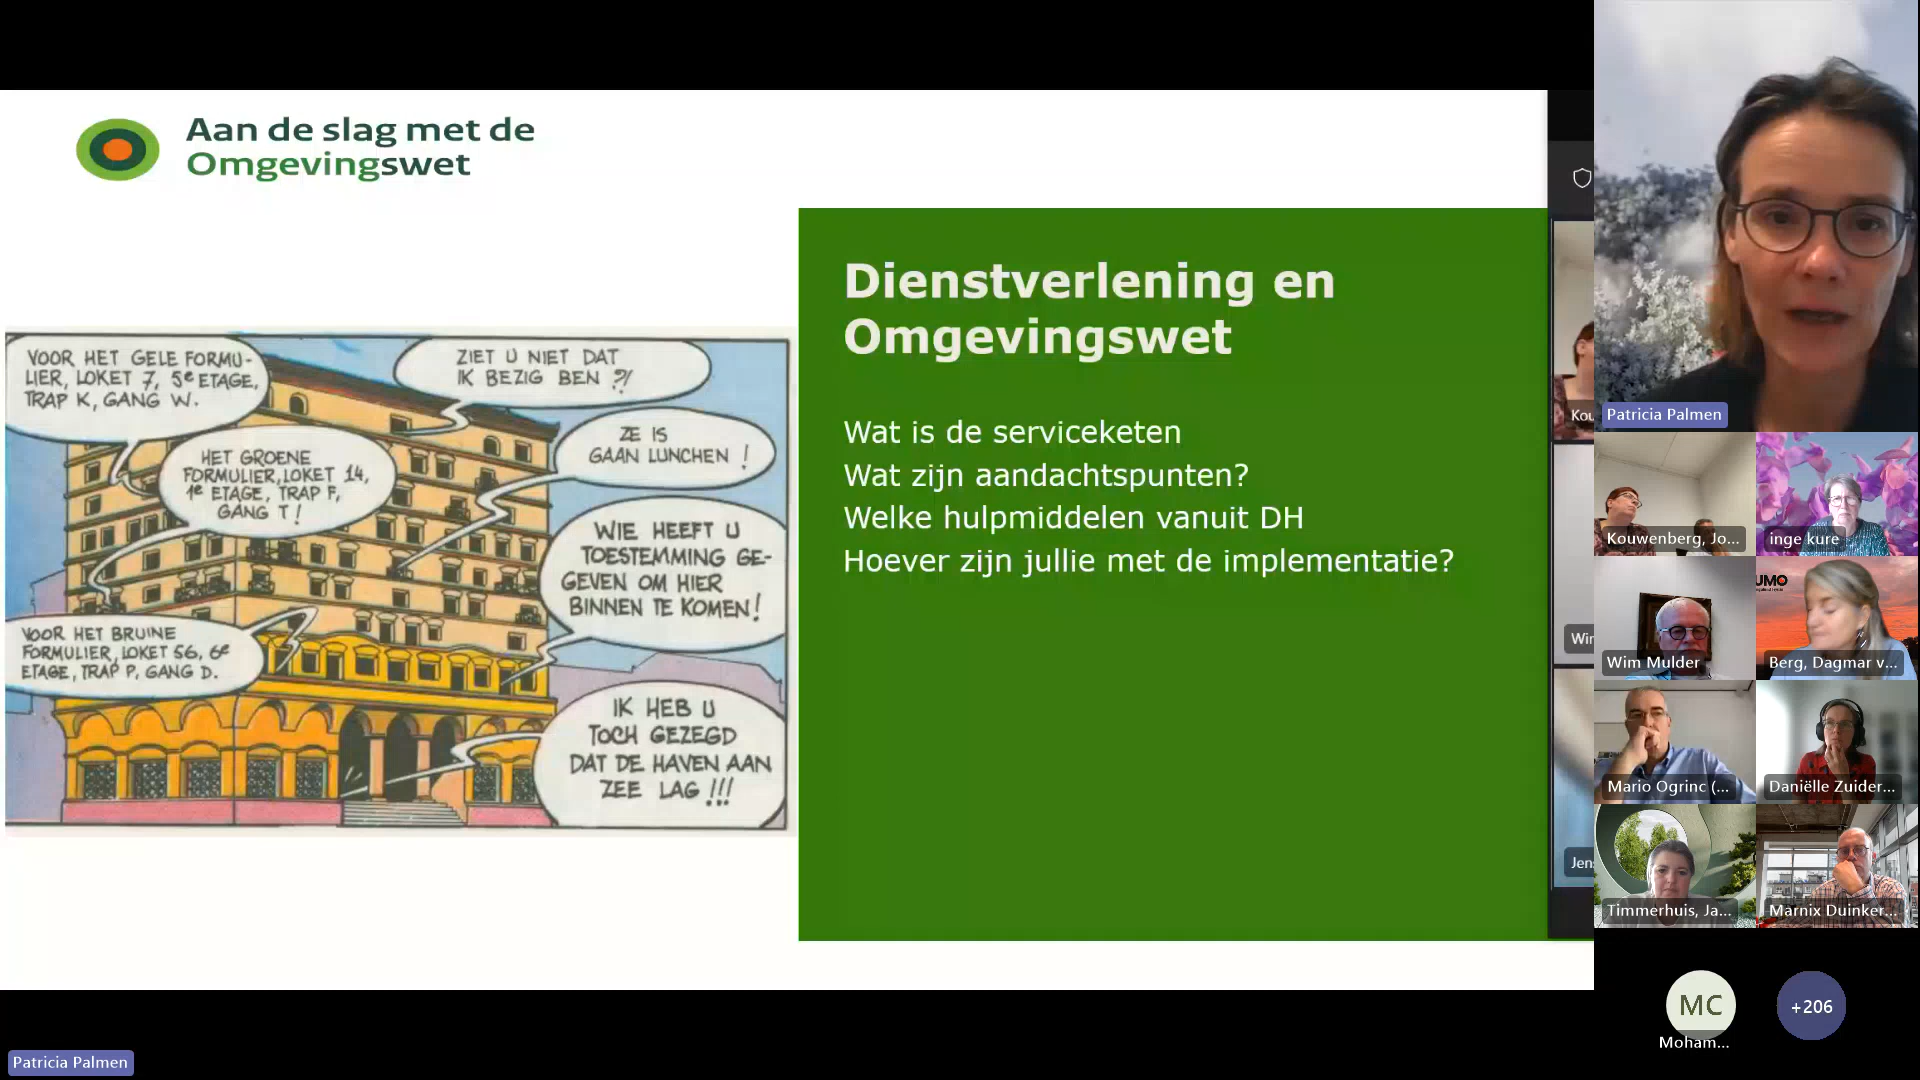 Aan de slag met de
Omgevingswet
VOOR HET GELE FORMU-
LIER, LOKET 7, 5e ETAGE,
TRAP K, GANG W.
ZIET U NIET DAT
IK BEZIG BEN ?!
HET GROENE
FORMULIER, LOKET 14,
1e ETAGE, TRAP F,
GANG T!
ZE IS
GAAN LUNCHEN !
WIE HEEFT U
TOESTEMMING GE-
GEVEN OM HIER
BINNEN TE KOMEN!
VOOR HET BRUINE
FORMULIER, LOKET 56, 6e
ETAGE, TRAP P, GANG D.
IK HEB U
TOCH GEZEGD
DAT DE HAVEN AAN
ZEE LAG !!!
Dienstverlening en
Omgevingswet
Wat is de serviceketen
Wat zijn aandachtspunten?
Welke hulpmiddelen vanuit DH
Hoever zijn jullie met de implementatie?
Kou
Wir
Jen
Patricia Palmen
Kouwenberg, Jo...
inge kure
Wim Mulder
UMO
Berg, Dagmar v...
Mario Ogrinc (...
Daniëlle Zuider...
Timmerhuis, Ja...
Marnix Duinker...
MC
+206
Moham...
Patricia Palmen